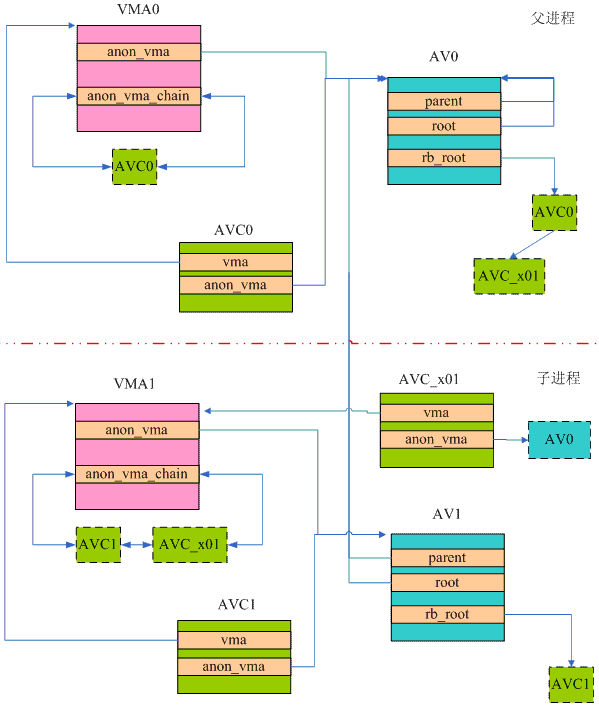 VMA0
父进程
anon_vma
AV0
anon_vma_chain
parent
root
AVC0
rb_root
AVC0
AVC0
vma
AVC_x01
anon_vma
VMA1
AVC_x01
子进程
vma
anon_vma
anon_vma
AV0
anon_vma_chain
AV1
AVC1
AVC_x01
parent
root
AVC1
rb_root
vma
anon_vma
AVC1